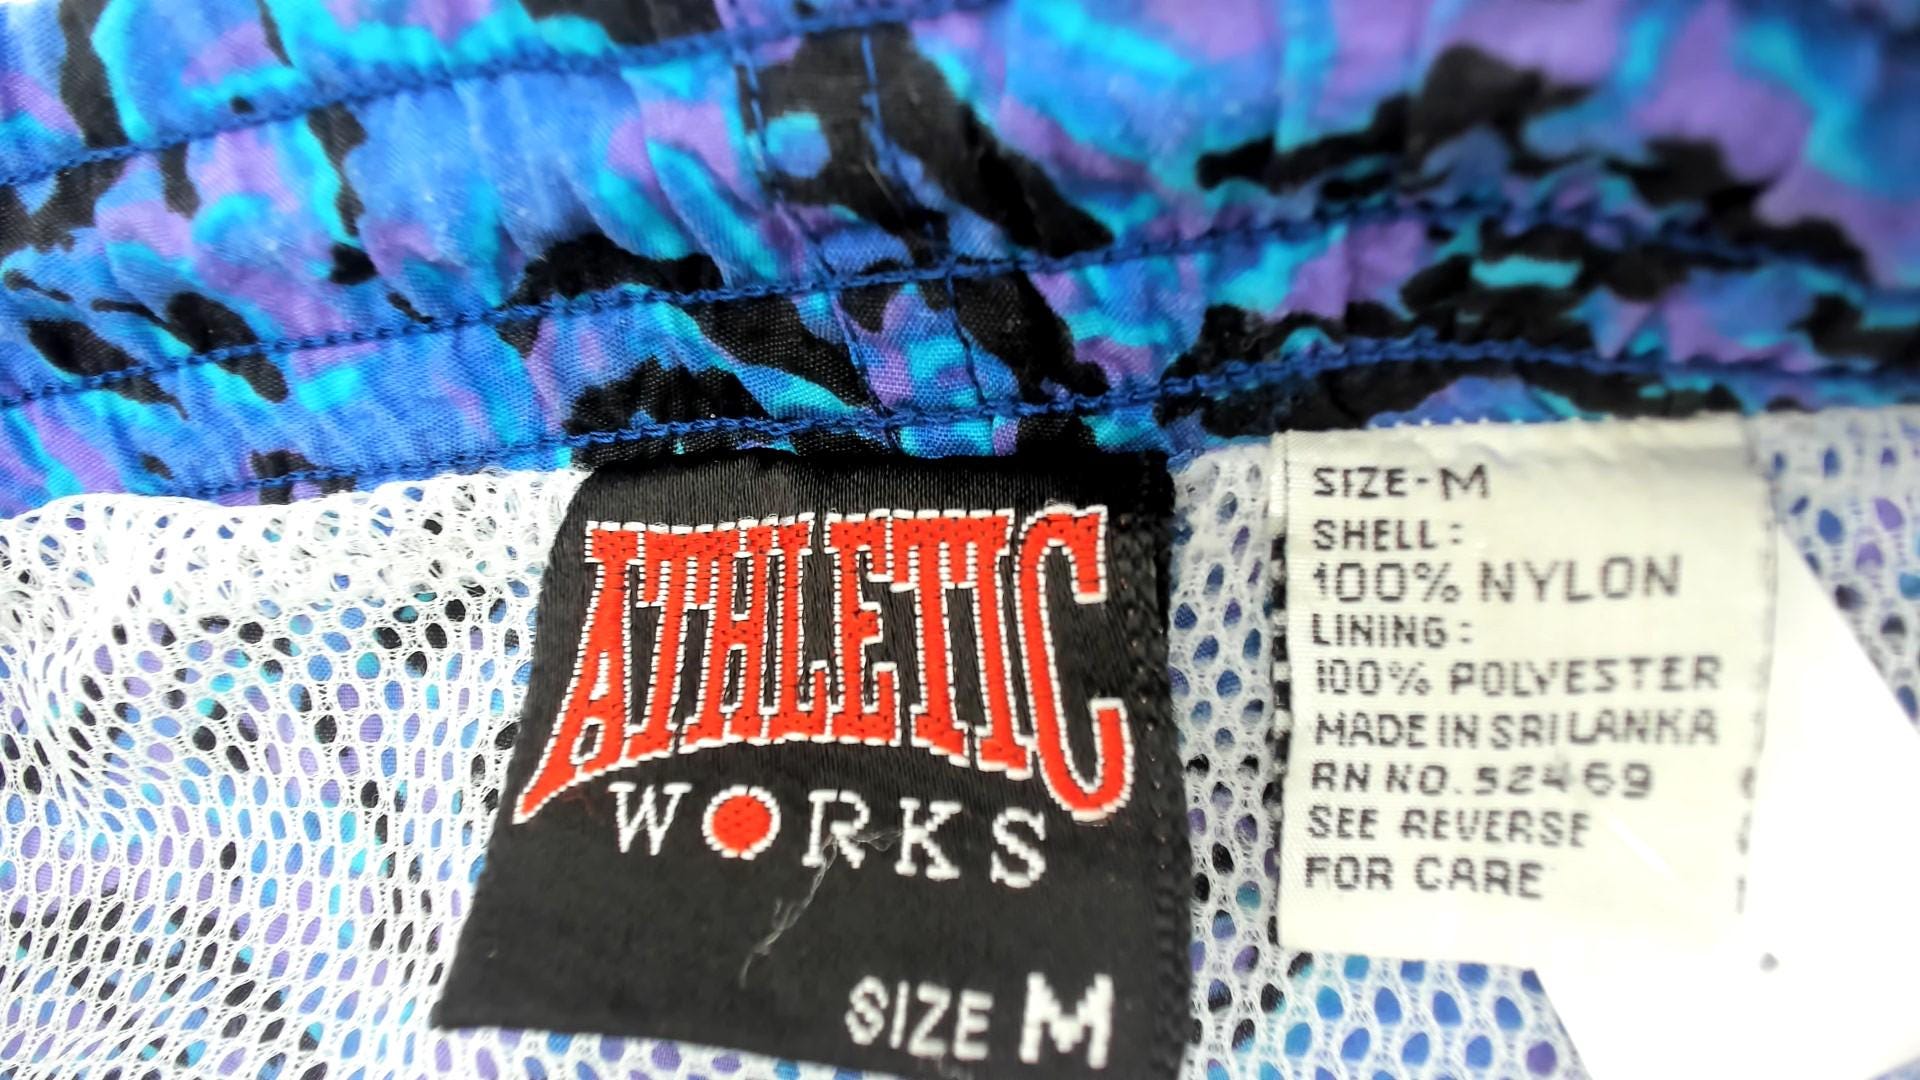 ATHLETIC
WORKS
SIZE M
SIZE-M
SHELL:
100% NYLON
LINING:
100% POLYESTER
MADE IN SRI LANKA
RN NO. 52469
SEE REVERSE
FOR CARE